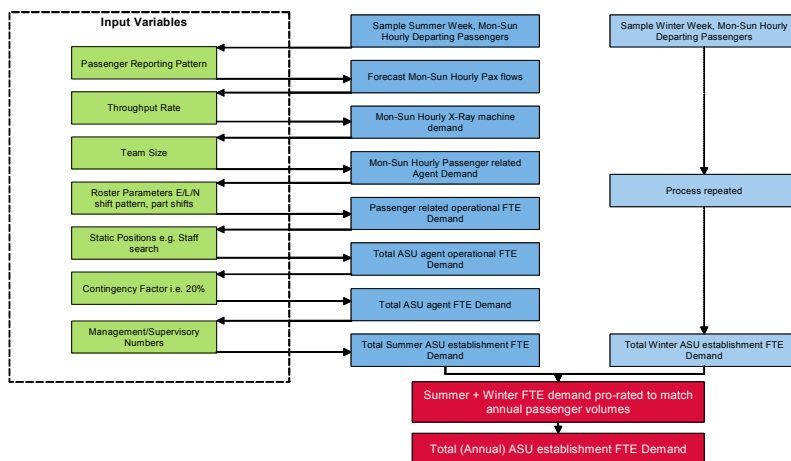 Input Variables
Sample Summer Week, Mon-Sun
Hourly Departing Passengers
Sample Winter Week, Mon-Sun Hourly
Departing Passengers
Passenger Reporting Pattern
Forecast Mon-Sun Hourly Pax flows
Throughput Rate
Mon-Sun Hourly X-Ray machine
demand
Team Size
Mon-Sun Hourly Passenger related
Agent Demand
Roster Parameters E/L/N
shift pattern, part shifts
Process repeated
Passenger related operational FTE
Demand
Static Positions e.g. Staff
search
Total ASU agent operational FTE
Demand
Contingency Factor i.e. 20%
Total ASU agent FTE Demand
Management/Supervisory
Numbers
Total Summer ASU establishment FTE
Demand
Total Winter ASU establishment FTE
Demand
Summer + Winter FTE demand pro-rated to match
annual passenger volumes
Total (Annual) ASU establishment FTE Demand